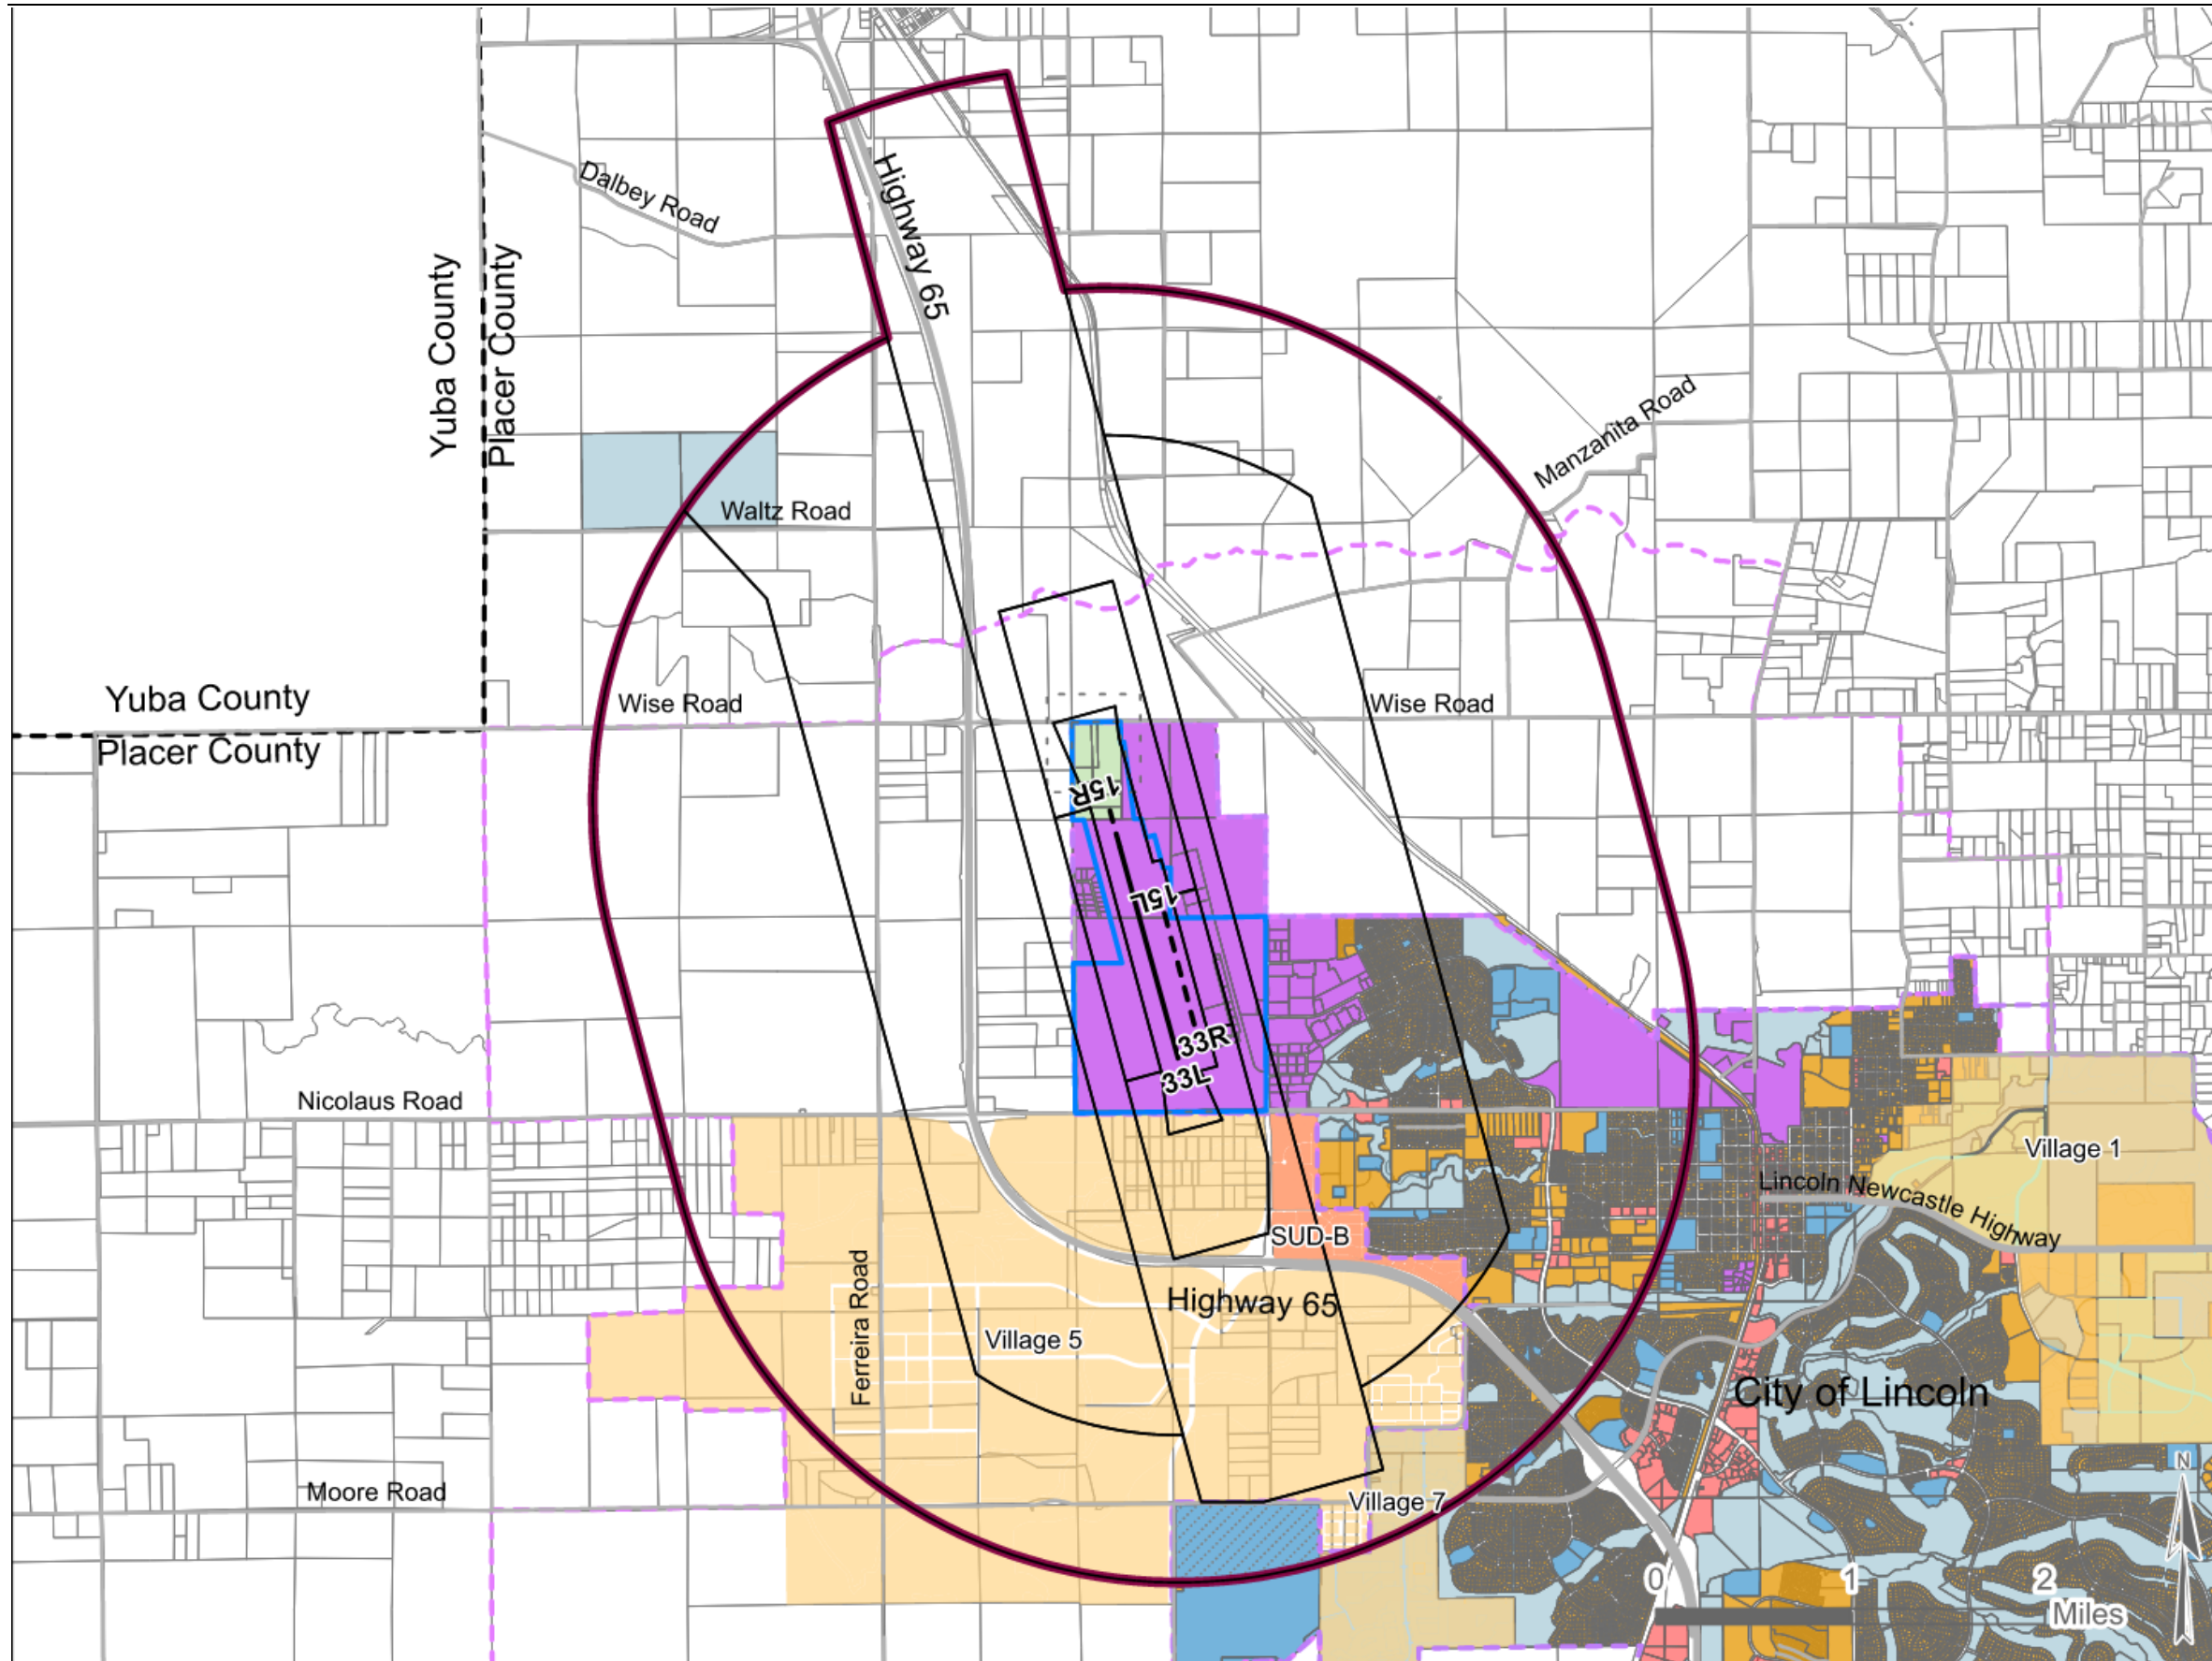 Dalbey Road
Highway 65
Yuba County
Placer County
Manzanita Road
Waltz Road
Yuba County
Placer County
Wise Road
Wise Road
15R
15L
33R
33L
Nicolaus Road
Village 1
Lincoln Newcastle Highway
SUD-B
Ferreira Road
Highway 65
Village 5
City of Lincoln
Moore Road
Village 7
N
0 1 2
Miles